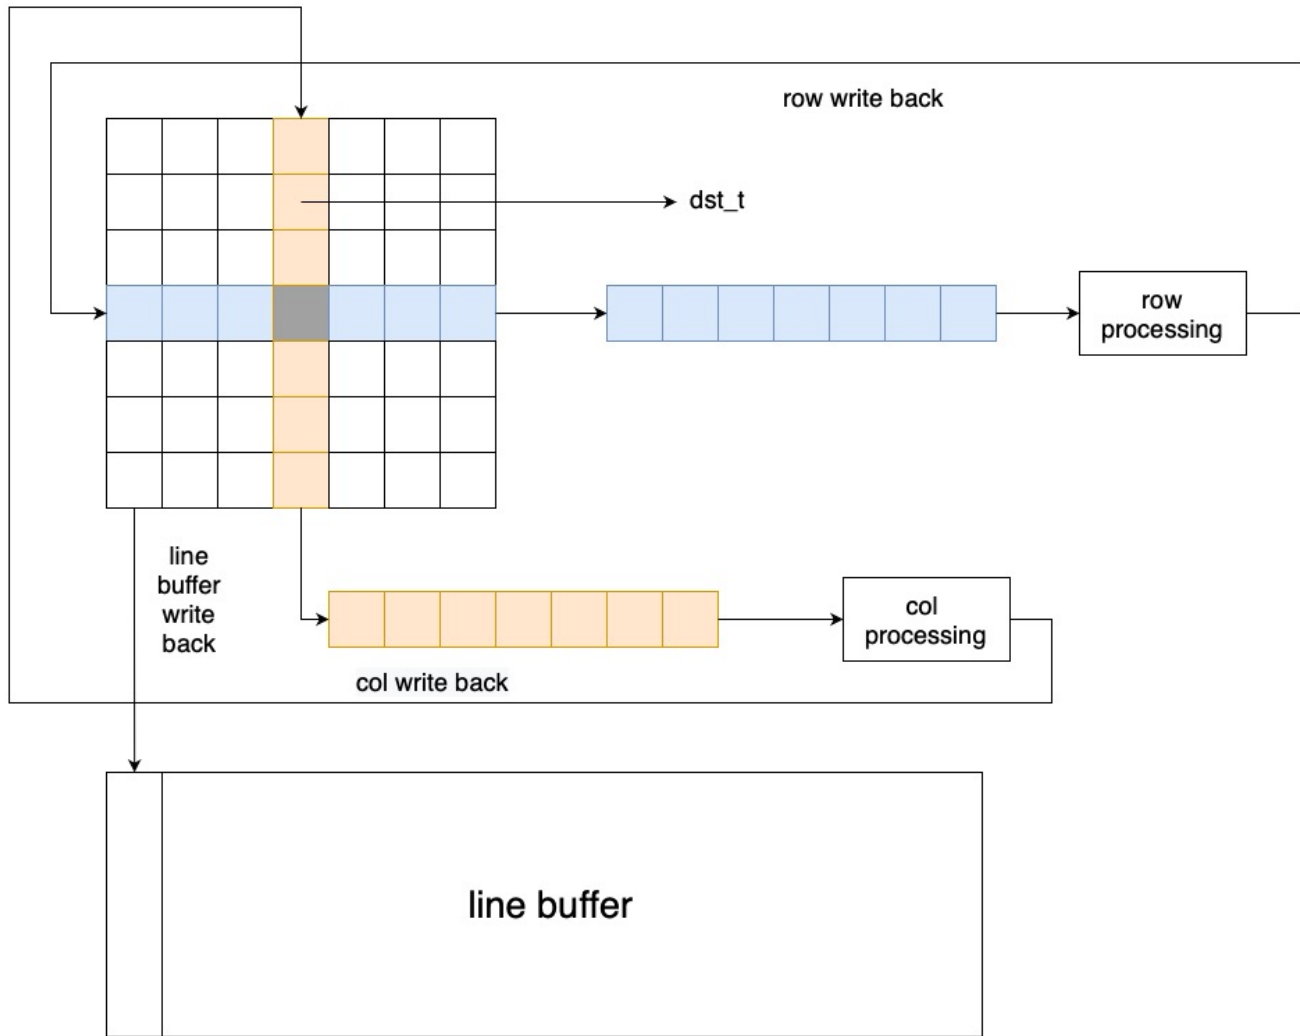 row write back
dst_t
row
processing
line
buffer
write
back
col
processing
col write back
line buffer